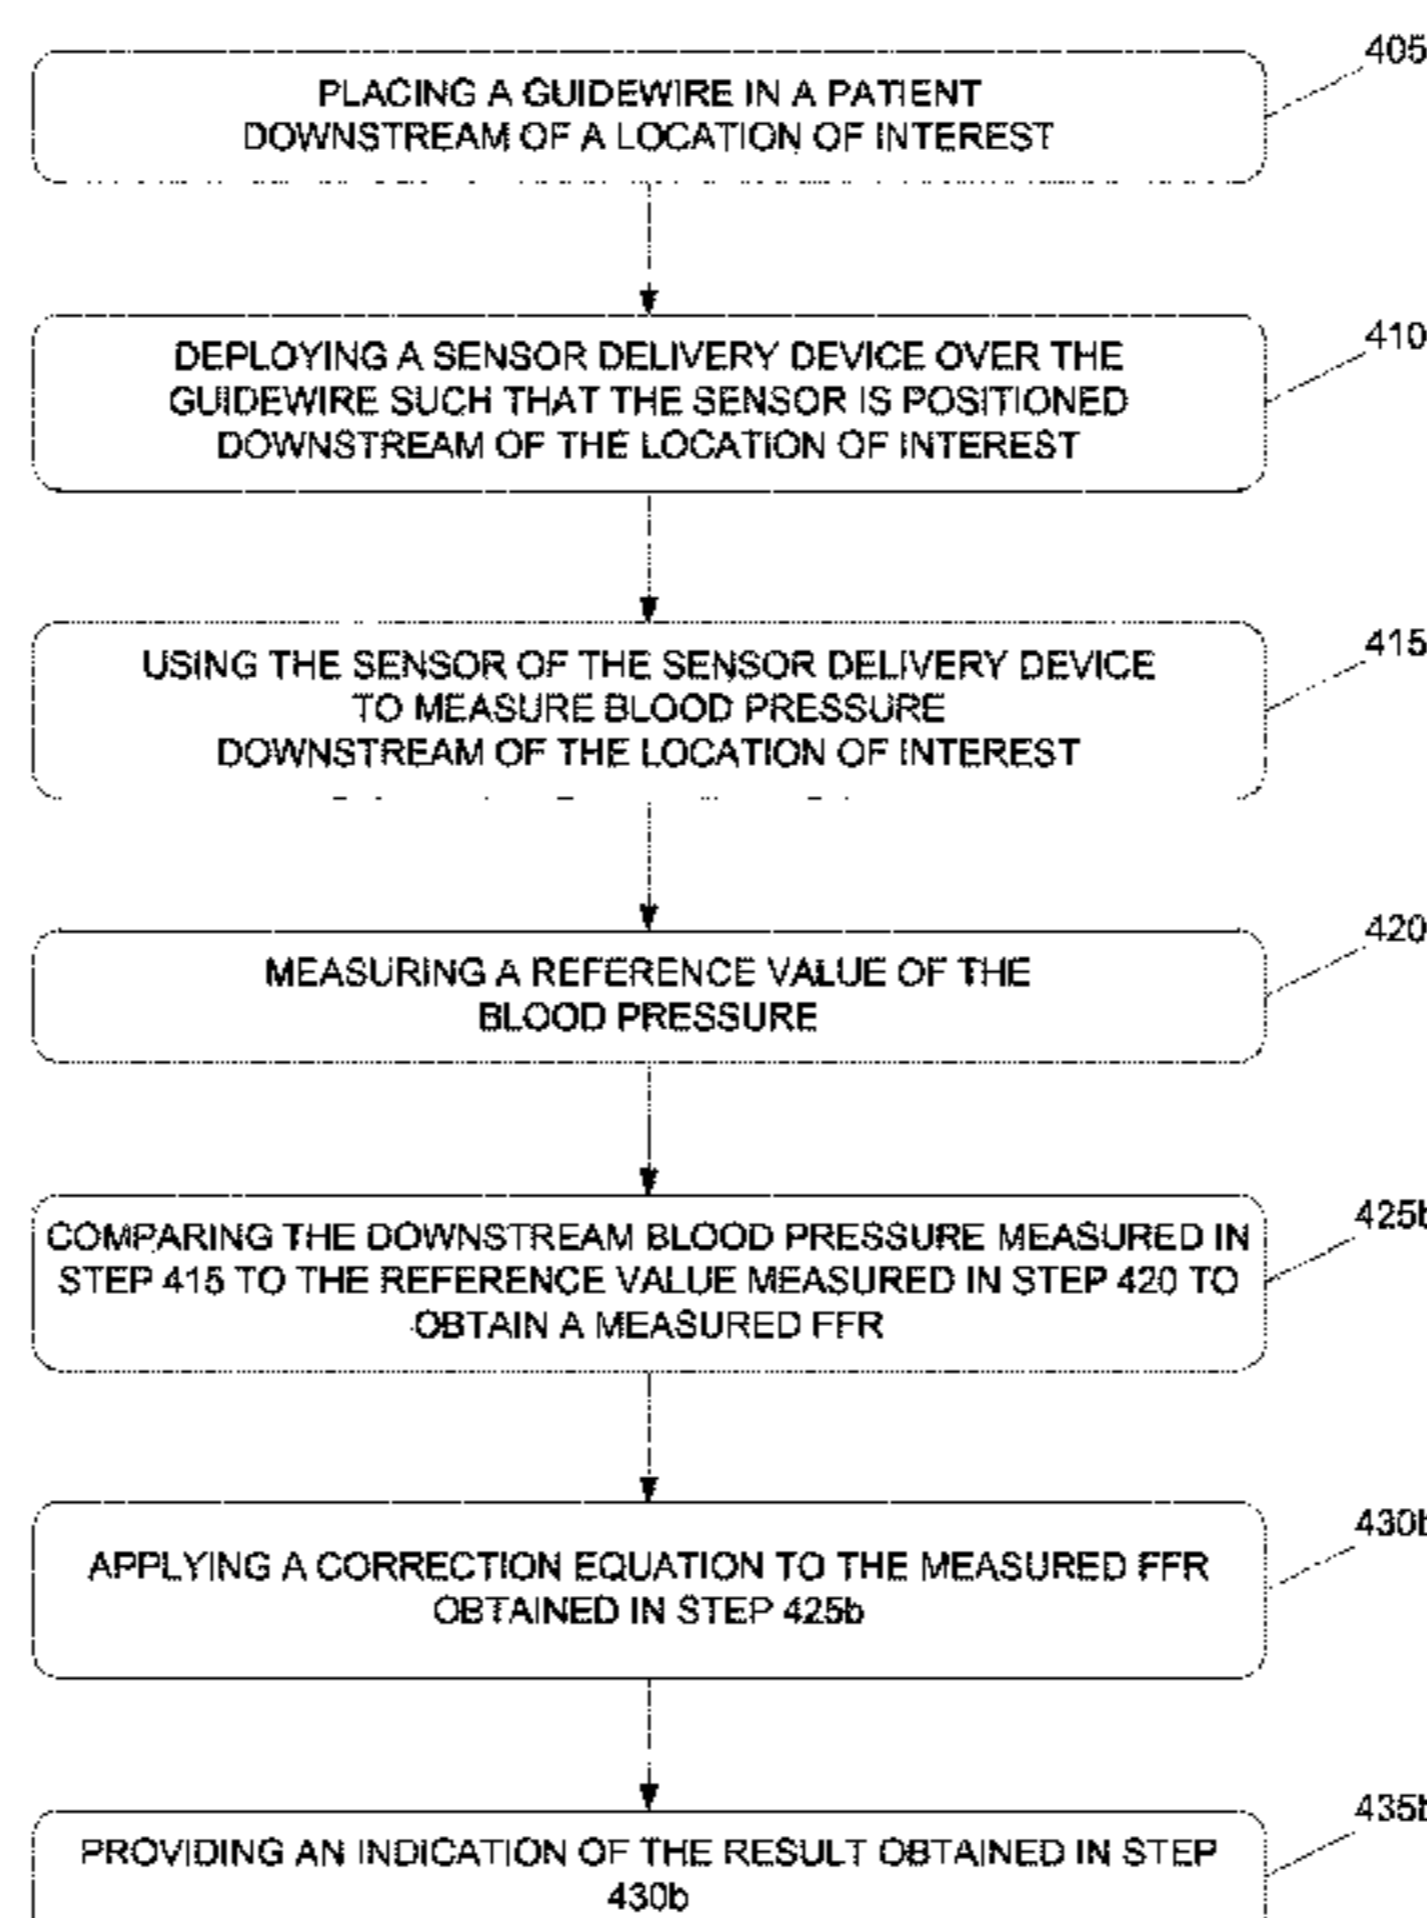 405
PLACING A GUIDEWIRE IN A PATIENT
DOWNSTREAM OF A LOCATION OF INTEREST
410
DEPLOYING A SENSOR DELIVERY DEVICE OVER THE
GUIDEWIRE SUCH THAT THE SENSOR IS POSITIONED
DOWNSTREAM OF THE LOCATION OF INTEREST
415
USING THE SENSOR OF THE SENSOR DELIVERY DEVICE
TO MEASURE BLOOD PRESSURE
DOWNSTREAM OF THE LOCATION OF INTEREST
420
MEASURING A REFERENCE VALUE OF THE
BLOOD PRESSURE
425b
COMPARING THE DOWNSTREAM BLOOD PRESSURE MEASURED IN
STEP 415 TO THE REFERENCE VALUE MEASURED IN STEP 420 TO
OBTAIN A MEASURED FFR
430b
APPLYING A CORRECTION EQUATION TO THE MEASURED FFR
OBTAINED IN STEP 425b
435b
PROVIDING AN INDICATION OF THE RESULT OBTAINED IN STEP
430b